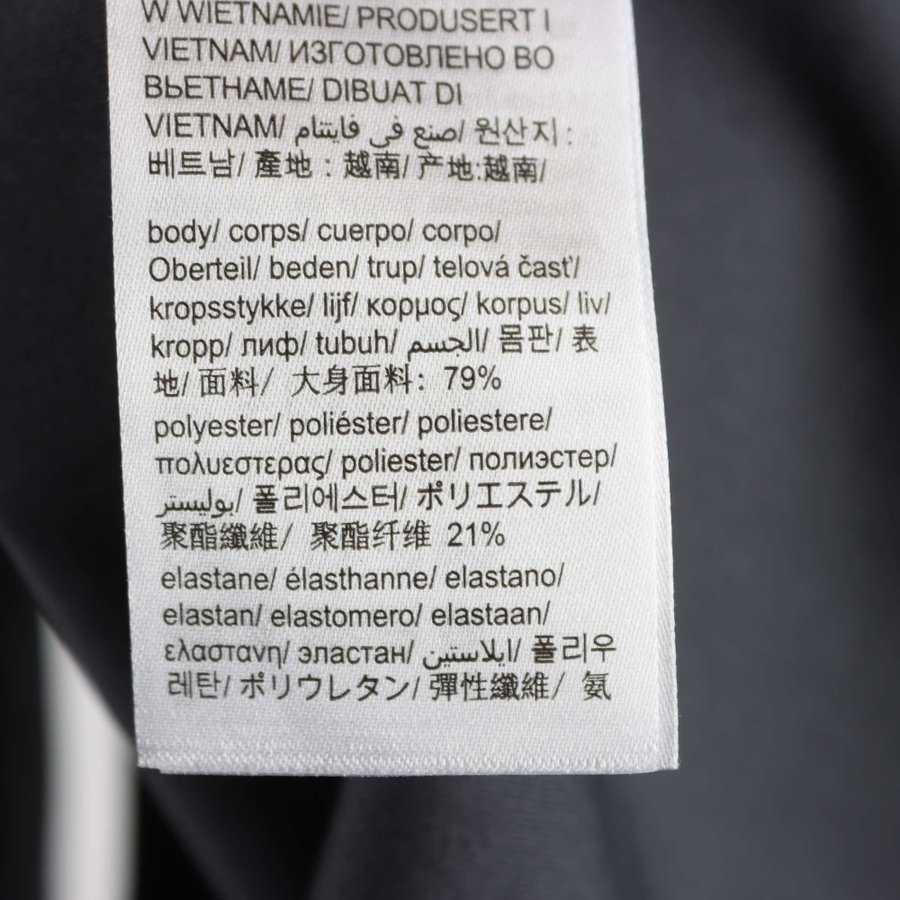 W WIETNAMIE/ PRODUSERT I
VIETNAM/ ИЗГОТОВЛЕНО ВО
ВЬЕТНАМЕ/ DIBUAT DI
VIETNAM/ صنع في فايتنام/ 원산지 :
베트남/ 產地 : 越南/ 产地:越南/
body/ corps/ cuerpo/ corpo/
Oberteil/ beden/ trup/ telová časť/
kropsstykke/ lijf/ κορμος/ korpus/ liv/
kropp/ лиф/ tubuh/ الجسم/ 몸판/ 表
地/ 面料/ 大身面料: 79%
polyester/ poliéster/ poliestere/
πολυεστερας/ poliester/ полиэстер/
بوليستر/ 폴리에스터/ ポリエステル/
聚酯纖維/ 聚酯纤维 21%
elastane/ élasthanne/ elastano/
elastan/ elastomero/ elastaan/
ελαστανη/ эластан/ ايلاستين/ 폴리우
레탄/ ポリウレタン/ 彈性纖維/ 氨